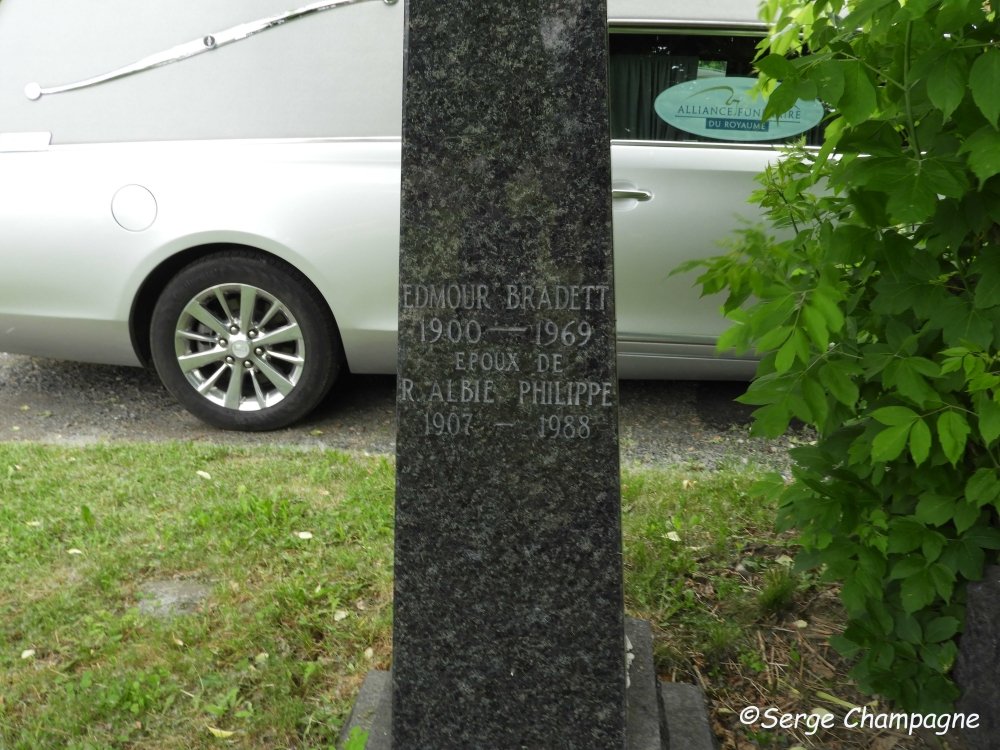 ALLIANCE FUNÉRAIRE
DU ROYAUME
EDMOUR BRADETT
1900 — 1969
EPOUX DE
R. ALBIE PHILIPPE
1907 — 1988
©Serge Champagne